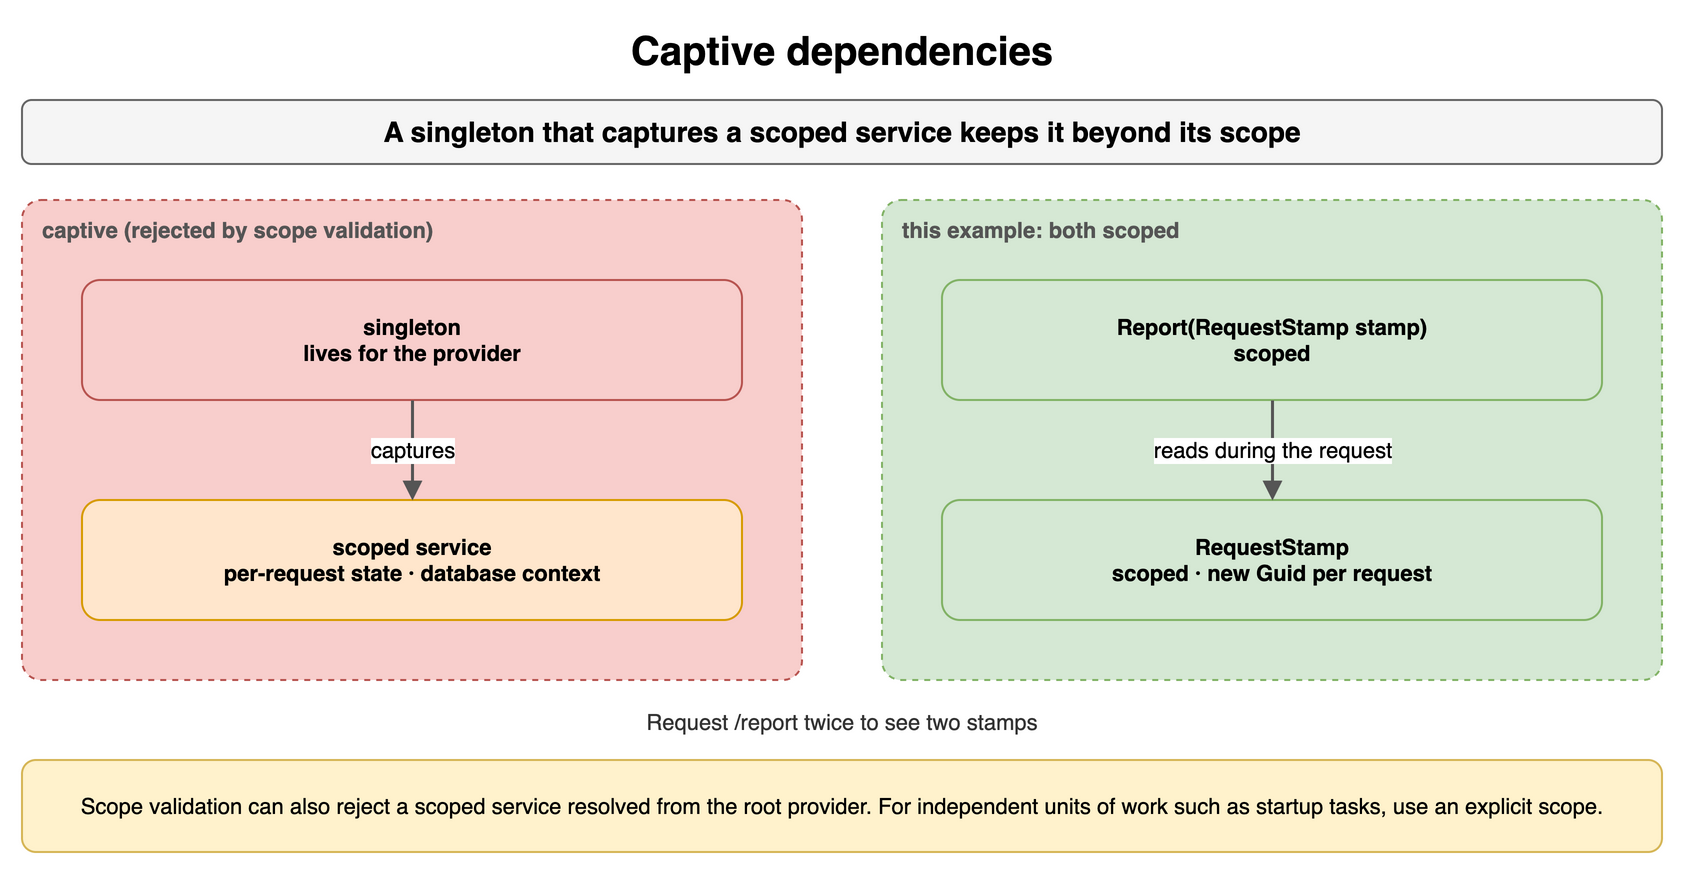 Captive dependencies
A singleton that captures a scoped service keeps it beyond its scope
captive (rejected by scope validation)
singleton
lives for the provider
captures
scoped service
per-request state · database context
this example: both scoped
Report(RequestStamp stamp)
scoped
reads during the request
RequestStamp
scoped · new Guid per request
Request /report twice to see two stamps
Scope validation can also reject a scoped service resolved from the root provider. For independent units of work such as startup tasks, use an explicit scope.